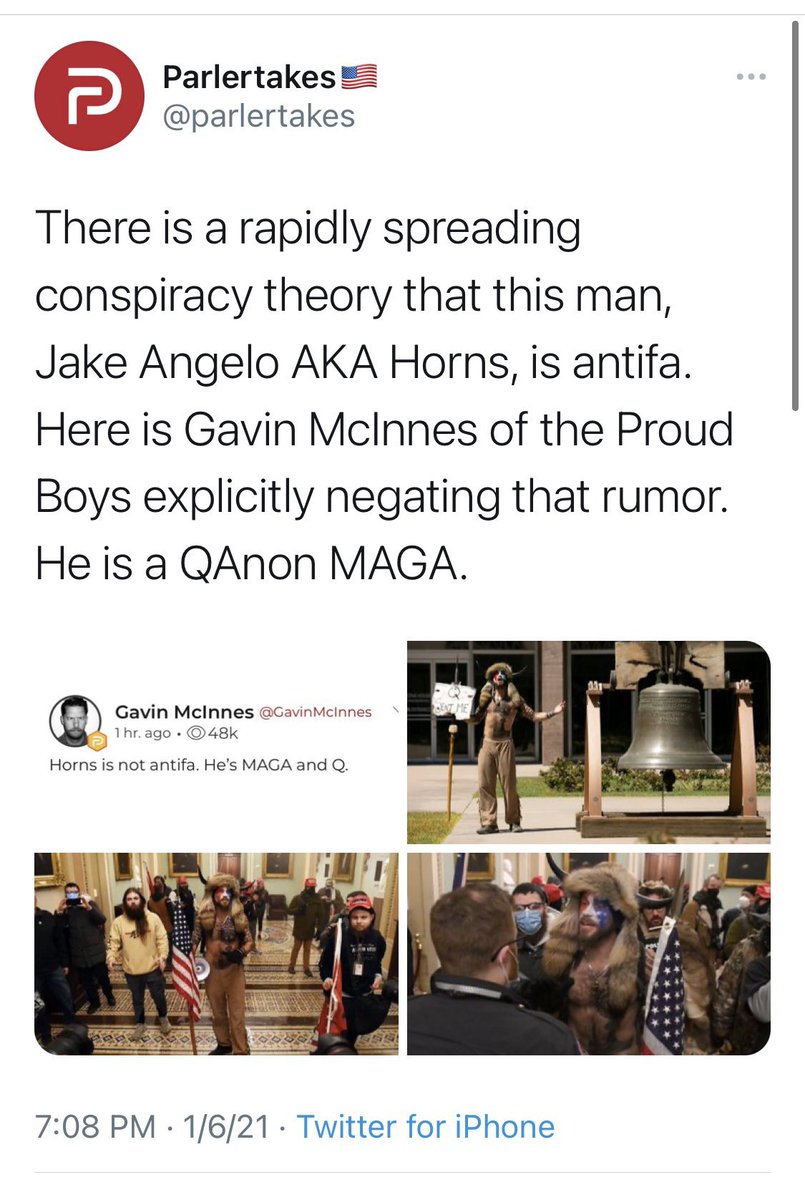 Parlertakes🇺🇸
@parlertakes
There is a rapidly spreading
conspiracy theory that this man,
Jake Angelo AKA Horns, is antifa.
Here is Gavin McInnes of the Proud
Boys explicitly negating that rumor.
He is a QAnon MAGA.
Gavin McInnes @GavinMcInnes
1 hr. ago • 48k
Horns is not antifa. He's MAGA and Q.
Q
SENT ME
7:08 PM · 1/6/21 · Twitter for iPhone